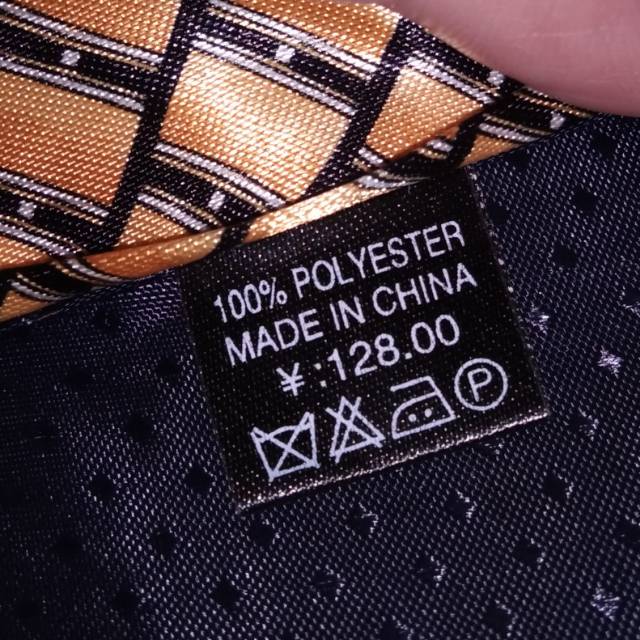 100% POLYESTER
MADE IN CHINA
¥:128.00
P